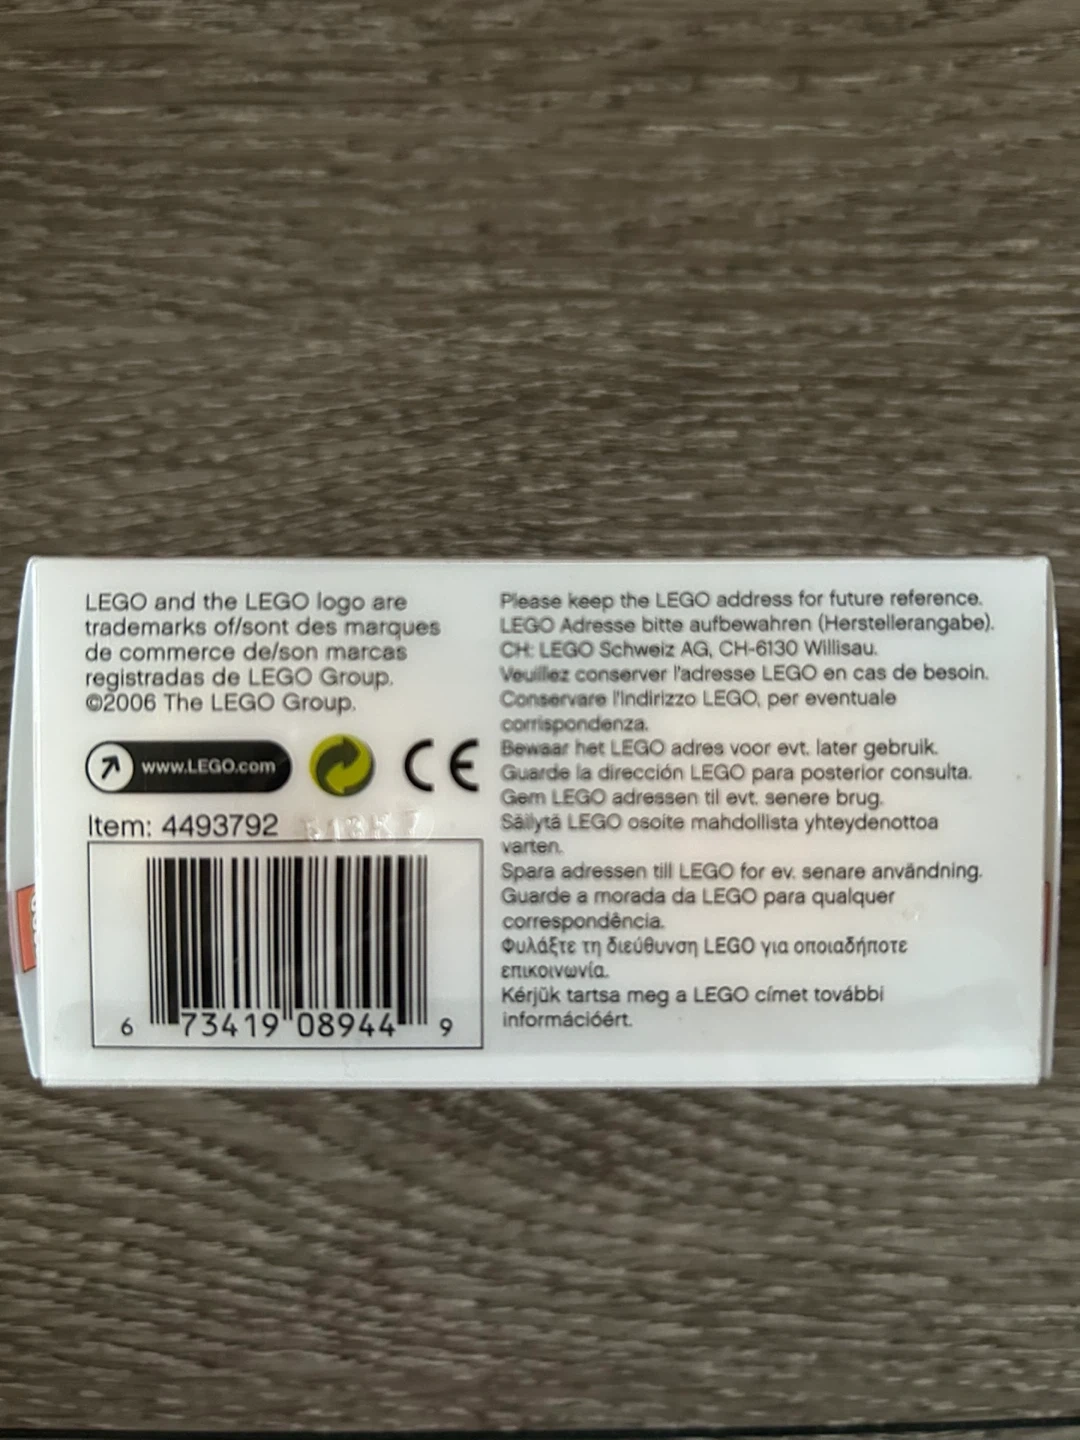 LEGO and the LEGO logo are
trademarks of/sont des marques
de commerce de/son marcas
registradas de LEGO Group.
©2006 The LEGO Group.
www.LEGO.com
CE
Item: 4493792
6 73419 08944 9
Please keep the LEGO address for future reference.
LEGO Adresse bitte aufbewahren (Herstellerangabe).
CH: LEGO Schweiz AG, CH-6130 Willisau.
Veuillez conserver l'adresse LEGO en cas de besoin.
Conservare l'Indirizzo LEGO, per eventuale
corrispondenza.
Bewaar het LEGO adres voor evt. later gebruik.
Guarde la dirección LEGO para posterior consulta.
Gem LEGO adressen til evt. senere brug.
Säilytä LEGO osoite mahdollista yhteydenottoa
varten.
Spara adressen till LEGO for ev. senare användning.
Guarde a morada da LEGO para qualquer
correspondência.
Φυλάξτε τη διεύθυνση LEGO για οποιαδήποτε
επικοινωνία.
Kérjük tartsa meg a LEGO címet további
információért.